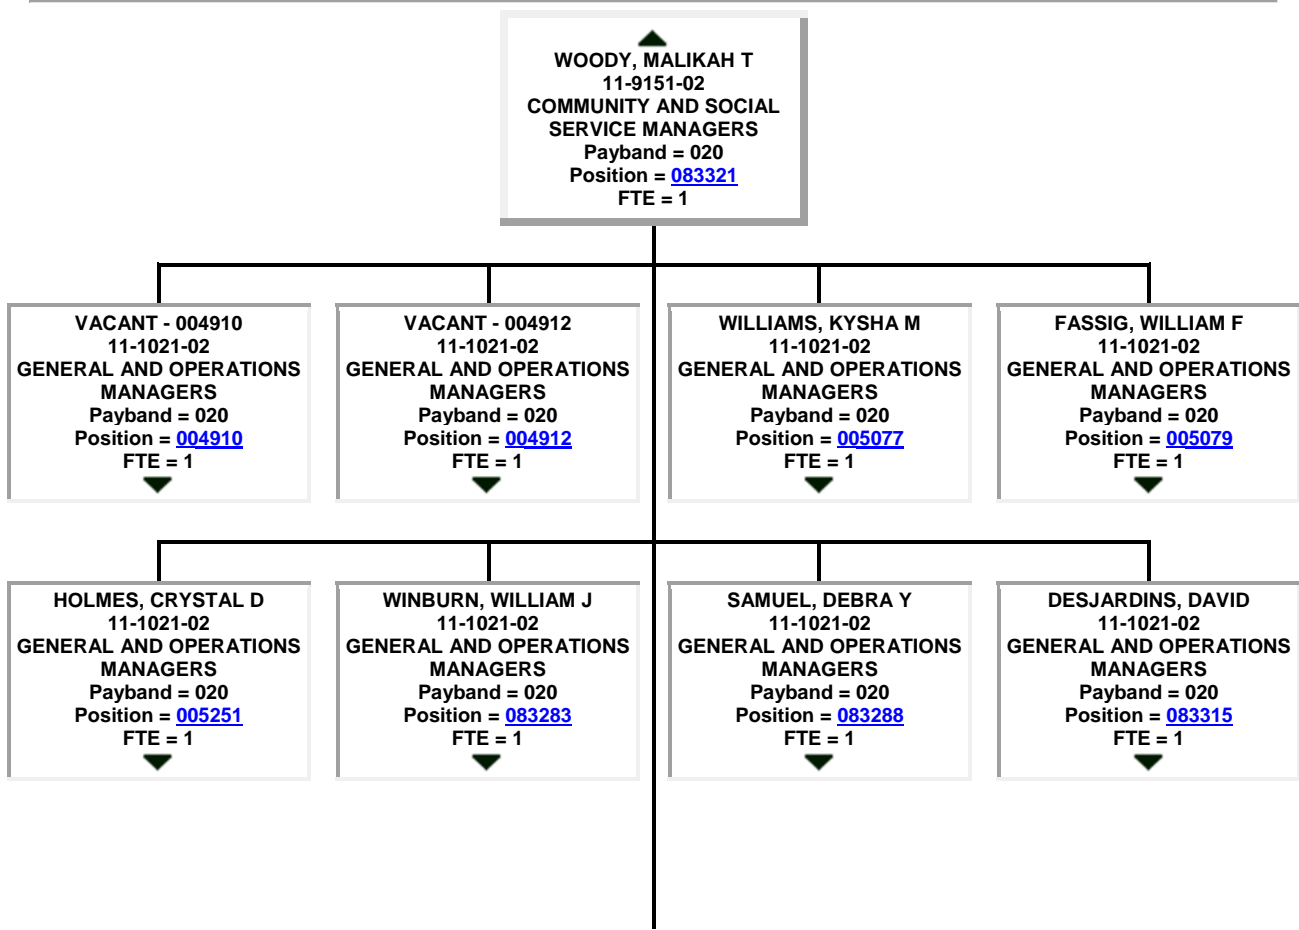 WOODY, MALIKAH T
11-9151-02
COMMUNITY AND SOCIAL
SERVICE MANAGERS
Payband = 020
Position = 083321
FTE = 1
VACANT - 004910
11-1021-02
GENERAL AND OPERATIONS
MANAGERS
Payband = 020
Position = 004910
FTE = 1
VACANT - 004912
11-1021-02
GENERAL AND OPERATIONS
MANAGERS
Payband = 020
Position = 004912
FTE = 1
WILLIAMS, KYSHA M
11-1021-02
GENERAL AND OPERATIONS
MANAGERS
Payband = 020
Position = 005077
FTE = 1
FASSIG, WILLIAM F
11-1021-02
GENERAL AND OPERATIONS
MANAGERS
Payband = 020
Position = 005079
FTE = 1
HOLMES, CRYSTAL D
11-1021-02
GENERAL AND OPERATIONS
MANAGERS
Payband = 020
Position = 005251
FTE = 1
WINBURN, WILLIAM J
11-1021-02
GENERAL AND OPERATIONS
MANAGERS
Payband = 020
Position = 083283
FTE = 1
SAMUEL, DEBRA Y
11-1021-02
GENERAL AND OPERATIONS
MANAGERS
Payband = 020
Position = 083288
FTE = 1
DESJARDINS, DAVID
11-1021-02
GENERAL AND OPERATIONS
MANAGERS
Payband = 020
Position = 083315
FTE = 1